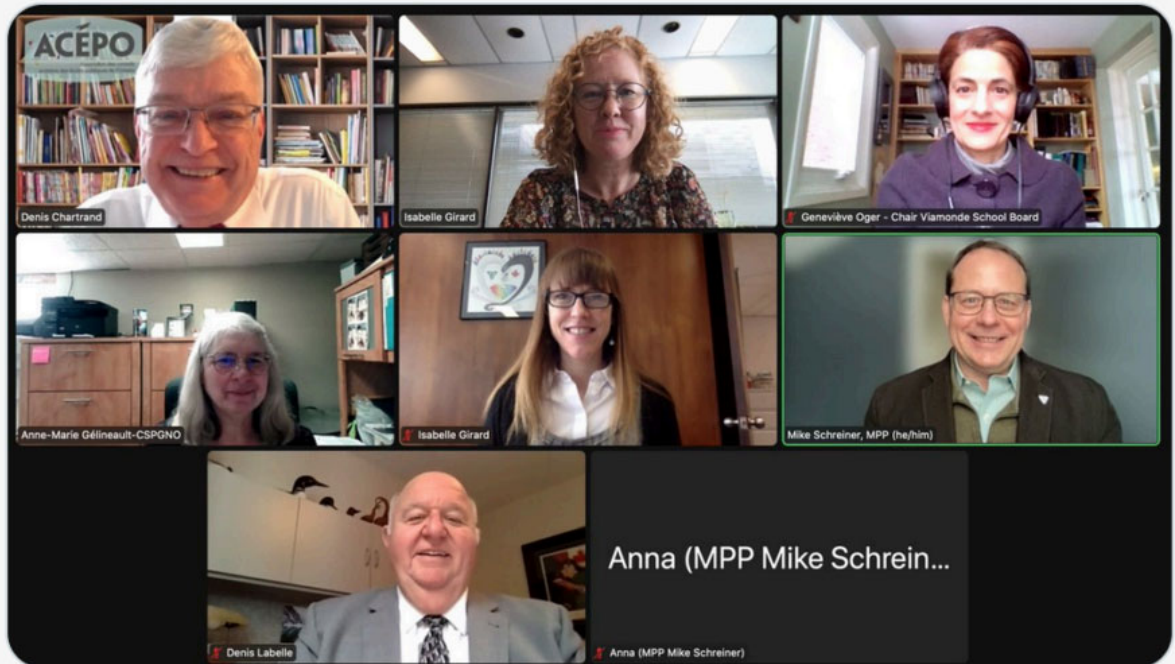 ACÉPO
Denis Chartrand
Isabelle Girard
Geneviève Oger - Chair Viamonde School Board
Anne-Marie Gélineault-CSPGNO
Isabelle Girard
Mike Schreiner, MPP (he/him)
Denis Labelle
Anna (MPP Mike Schrein...
Anna (MPP Mike Schreiner)